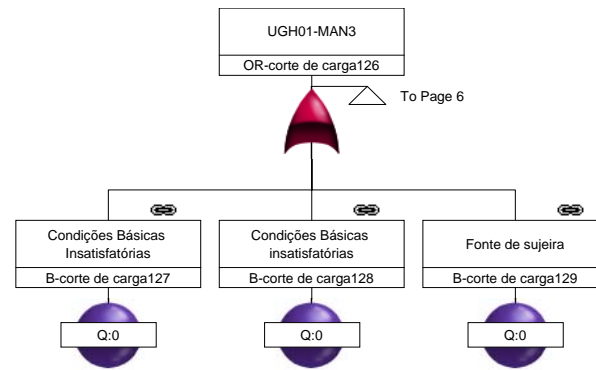 UGH01-MAN3
OR-corte de carga126
To Page 6
Condições Básicas
Insatisfatórias
B-corte de carga127
Q:0
Condições Básicas
insatisfatórias
B-corte de carga128
Q:0
Fonte de sujeira
B-corte de carga129
Q:0